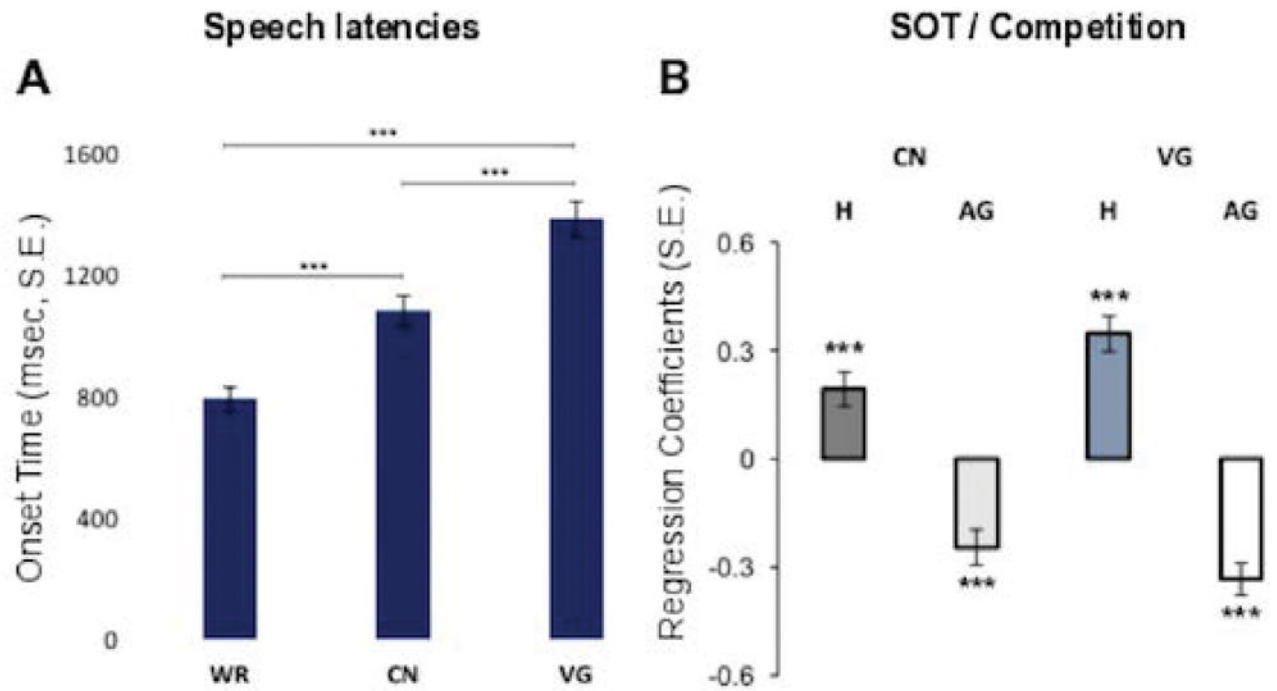 Speech latencies
A
Onset Time (msec, S.E.)
1600
1200
800
400
0
***
***
***
WR
CN
VG
SOT / Competition
B
Regression Coefficients (S.E.)
CN
VG
H
AG
H
AG
0.6
0.3
0
-0.3
-0.6
***
***
***
***